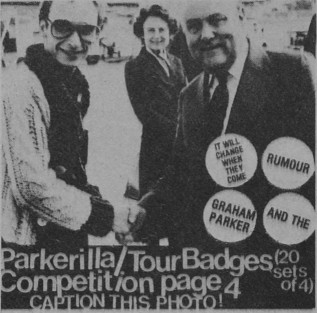 IT WILL
CHANGE
WHEN
THEY
COME
RUMOUR
GRAHAM
PARKER
AND THE
Parkerilla/Tour Badges (20
sets
Competition page 4 of 4)
CAPTION THIS PHOTO!